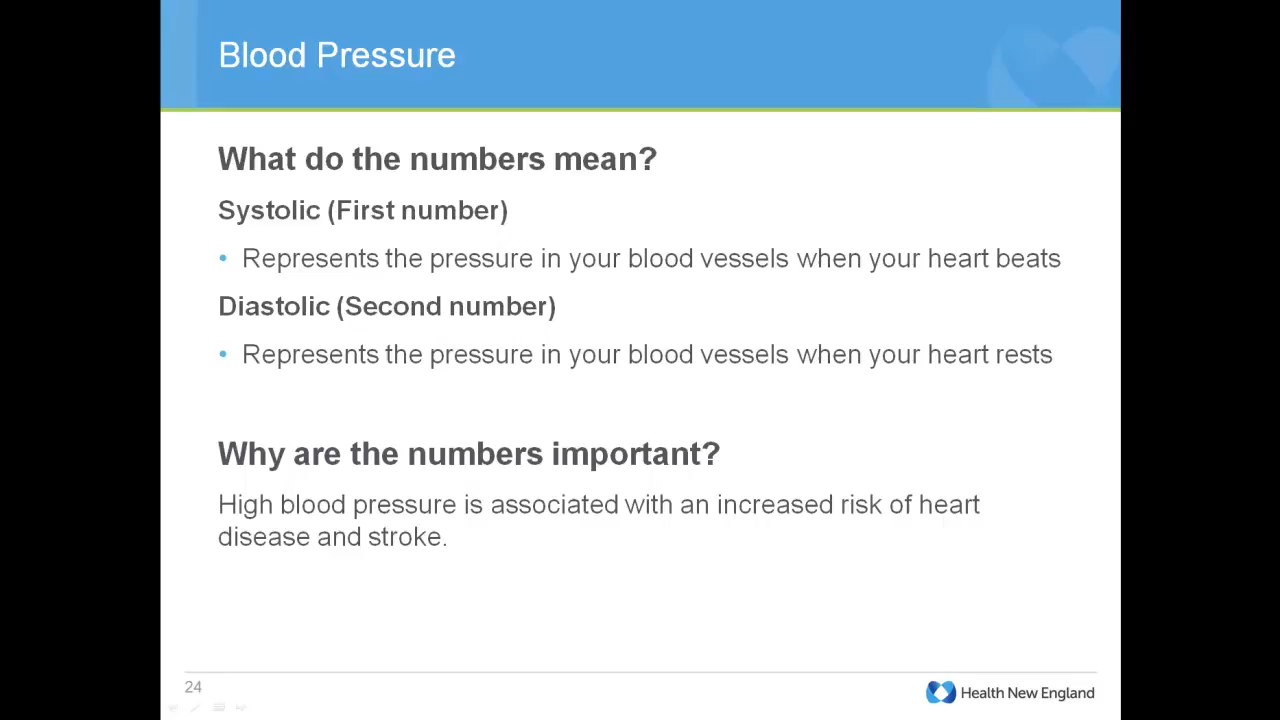 Blood Pressure
What do the numbers mean?
Systolic (First number)
• Represents the pressure in your blood vessels when your heart beats
Diastolic (Second number)
• Represents the pressure in your blood vessels when your heart rests
Why are the numbers important?
High blood pressure is associated with an increased risk of heart
disease and stroke.
24
Health New England